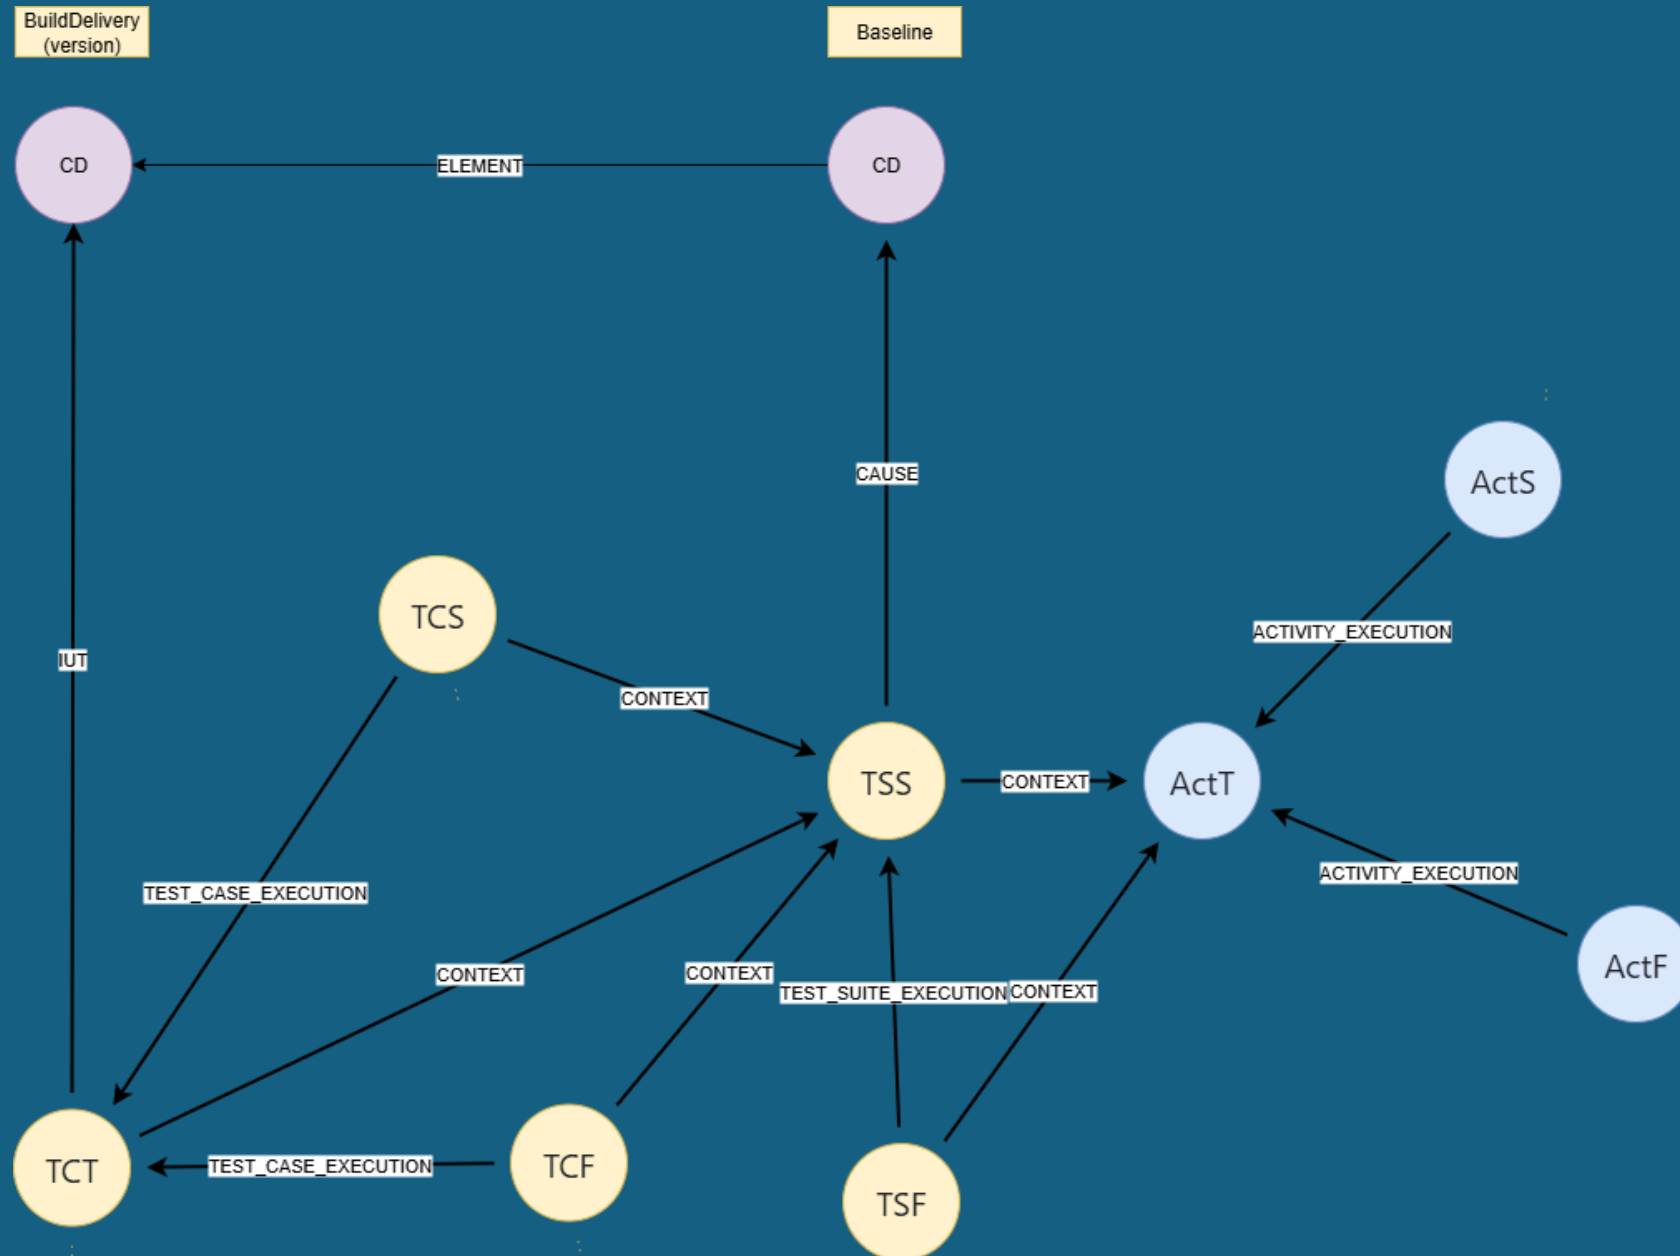 BuildDelivery
(version)
Baseline
CD
ELEMENT
CD
CAUSE
ActS
TCS
ACTIVITY_EXECUTION
IUT
CONTEXT
TSS
CONTEXT
ActT
ACTIVITY_EXECUTION
TEST_CASE_EXECUTION
ActF
CONTEXT
CONTEXT
TEST_SUITE_EXECUTION
CONTEXT
TCT
TEST_CASE_EXECUTION
TCF
TSF